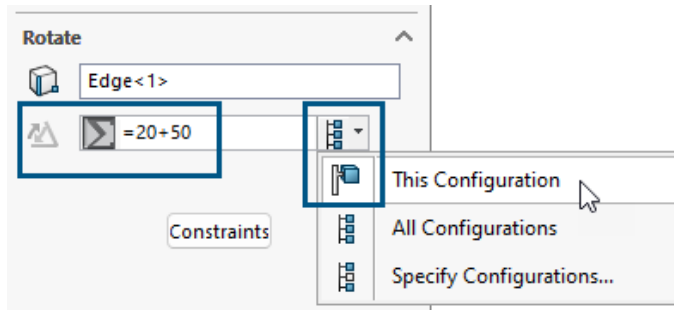 Rotate
Edge<1>
=20+50
This Configuration
Constraints
All Configurations
Specify Configurations...